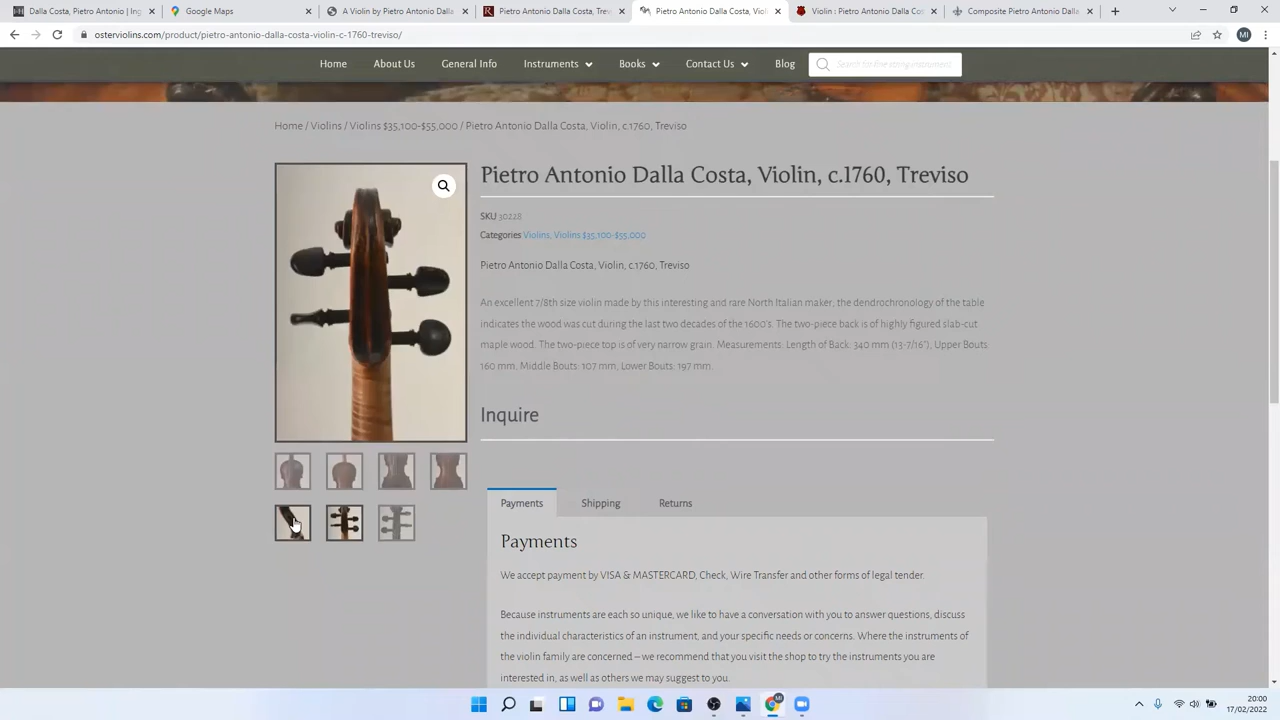 Dalla Costa, Pietro Antonio | Ing
Google Maps
A Violin by Pietro Antonio Dalla
Pietro Antonio Dalla Costa, Trev
Pietro Antonio Dalla Costa, Viol
Violin : Pietro Antonio Dalla Cos
Composite Pietro Antonio Dalla
osterviolins.com/product/pietro-antonio-dalla-costa-violin-c-1760-treviso/
MI
Home
About Us
General Info
Instruments
Books
Contact Us
Blog
Search for fine string instrument
Home / Violins / Violins $35,100-$55,000 / Pietro Antonio Dalla Costa, Violin, c.1760, Treviso
Pietro Antonio Dalla Costa, Violin, c.1760, Treviso
SKU 30228
Categories Violins, Violins $35,100-$55,000
Pietro Antonio Dalla Costa, Violin, c.1760, Treviso
An excellent 7/8th size violin made by this interesting and rare North Italian maker, the dendrochronology of the table
indicates the wood was cut during the last two decades of the 1600's. The two-piece back is of highly figured slab-cut
maple wood. The two-piece top is of very narrow grain. Measurements: Length of Back: 340 mm (13-7/16"), Upper Bouts:
160 mm, Middle Bouts: 107 mm, Lower Bouts: 197 mm.
Inquire
Payments
Shipping
Returns
Payments
We accept payment by VISA & MASTERCARD, Check, Wire Transfer and other forms of legal tender.
Because instruments are each so unique, we like to have a conversation with you to answer questions, discuss
the individual characteristics of an instrument, and your specific needs or concerns. Where the instruments of
the violin family are concerned – we recommend that you visit the shop to try the instruments you are
interested in, as well as others we may suggest to you.
20:00
17/02/2022